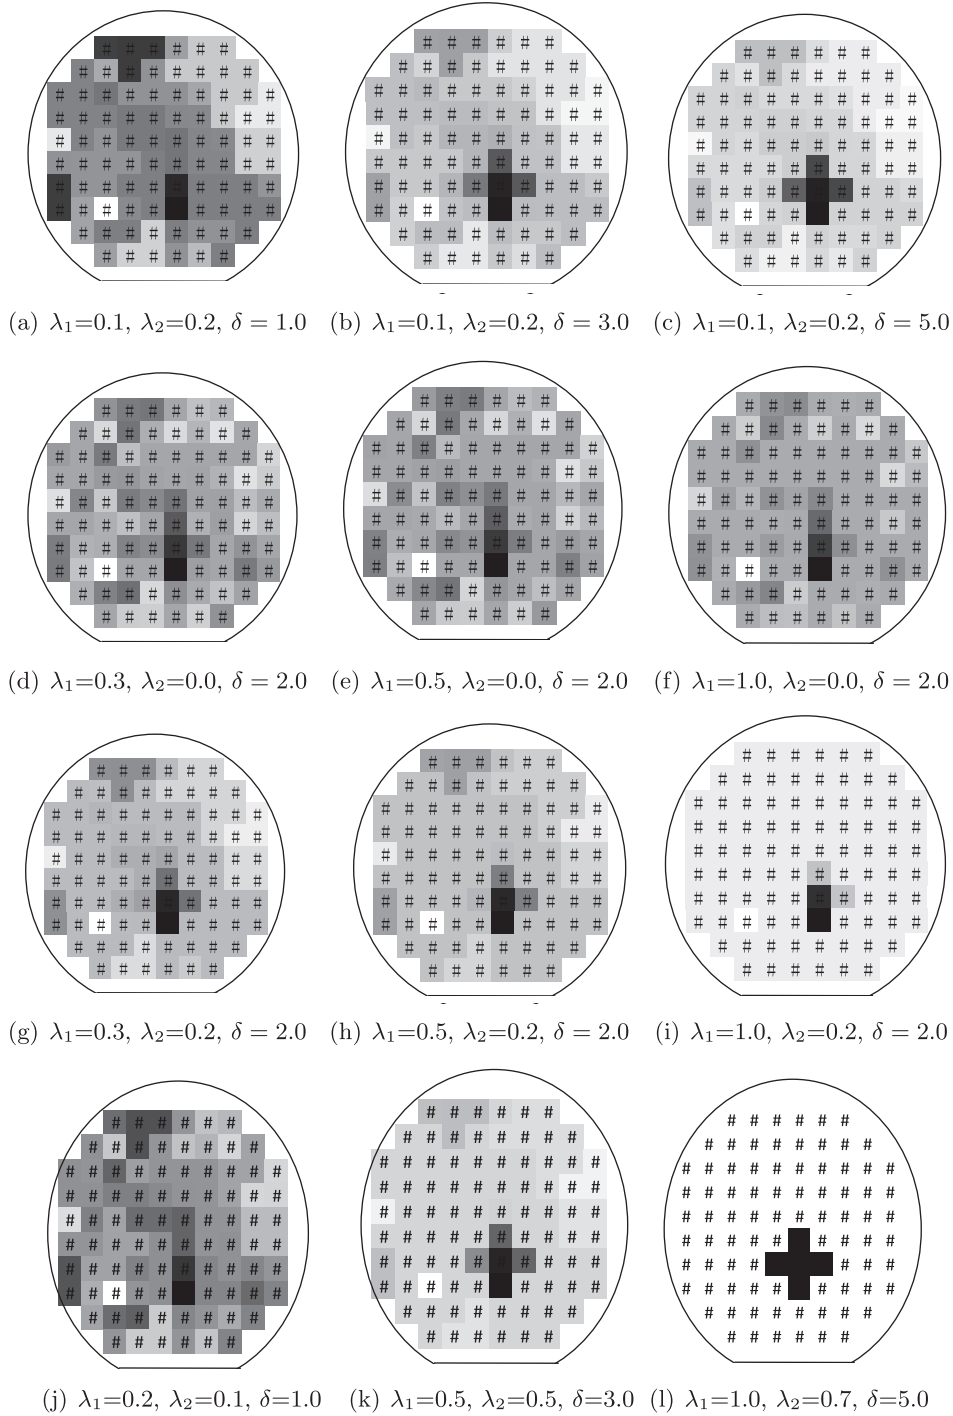 (a) λ₁=0.1, λ₂=0.2, δ = 1.0
(b) λ₁=0.1, λ₂=0.2, δ = 3.0
(c) λ₁=0.1, λ₂=0.2, δ = 5.0
(d) λ₁=0.3, λ₂=0.0, δ = 2.0
(e) λ₁=0.5, λ₂=0.0, δ = 2.0
(f) λ₁=1.0, λ₂=0.0, δ = 2.0
(g) λ₁=0.3, λ₂=0.2, δ = 2.0
(h) λ₁=0.5, λ₂=0.2, δ = 2.0
(i) λ₁=1.0, λ₂=0.2, δ = 2.0
(j) λ₁=0.2, λ₂=0.1, δ=1.0
(k) λ₁=0.5, λ₂=0.5, δ=3.0
(l) λ₁=1.0, λ₂=0.7, δ=5.0